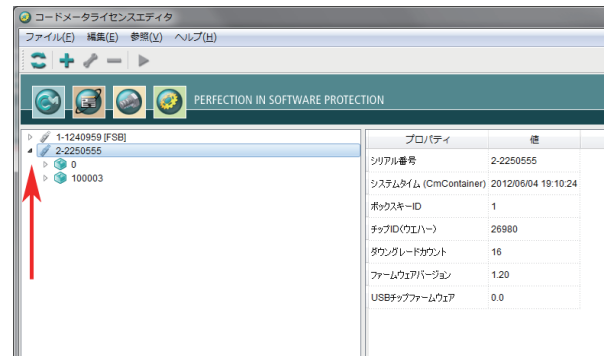 コードメータライセンスエディタ
ファイル(F) 編集(E) 参照(V) ヘルプ(H)
PERFECTION IN SOFTWARE PROTECTION
1-1240959 [FSB]
2-2250555
0
100003
プロパティ 値
シリアル番号 2-2250555
システムタイム (CmContainer) 2012/06/04 19:10:24
ボックスキーID 1
チップID(ウエハー) 26980
ダウングレードカウント 16
ファームウェアバージョン 1.20
USBチップファームウェア 0.0